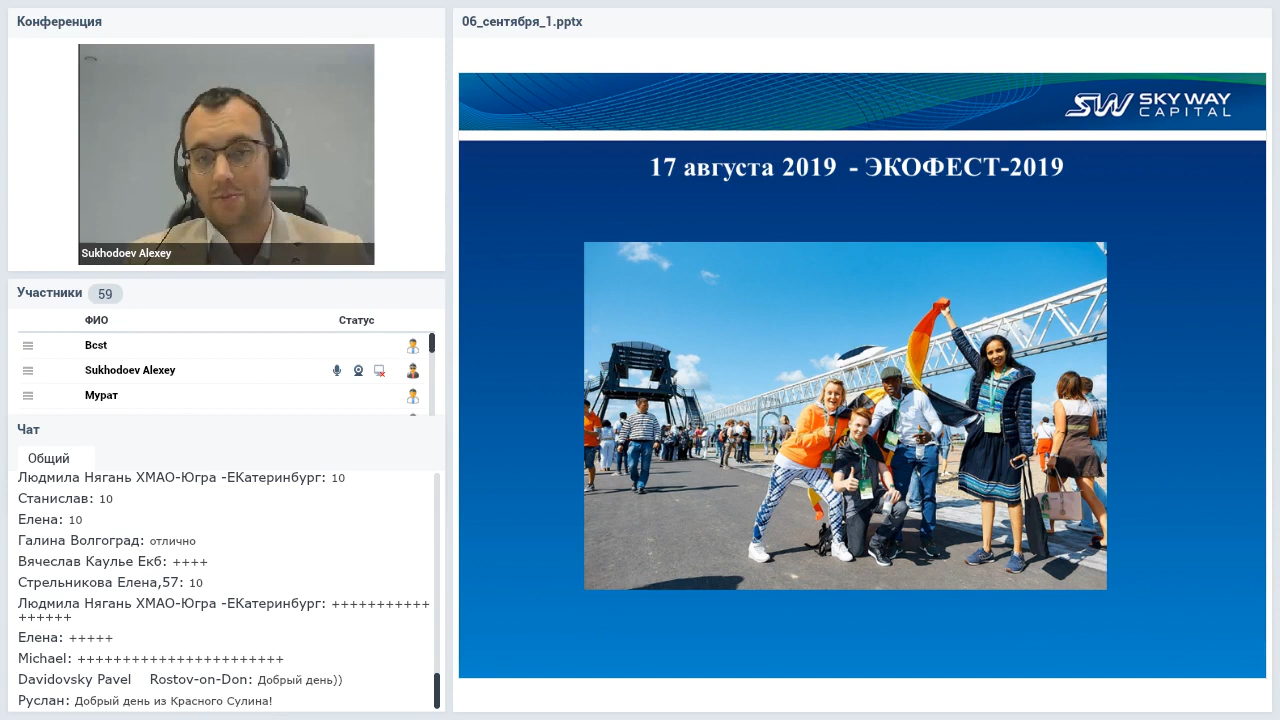 Конференция
Sukhodoev Alexey
Участники 59
ФИО Статус
Bcst
Sukhodoev Alexey
Мурат
Чат
Общий
Людмила Нягань ХМАО-Югра -ЕКатеринбург: 10
Станислав: 10
Елена: 10
Галина Волгоград: отлично
Вячеслав Каулье Екб: ++++
Стрельникова Елена,57: 10
Людмила Нягань ХМАО-Югра -ЕКатеринбург: +++++++++++
++++++
Елена: +++++
Michael: +++++++++++++++++++++++
Davidovsky Pavel Rostov-on-Don: Добрый день))
Руслан: Добрый день из Красного Сулина!
06_сентября_1.pptx
SW SKY WAY
CAPITAL
17 августа 2019 - ЭКОФЕСТ-2019